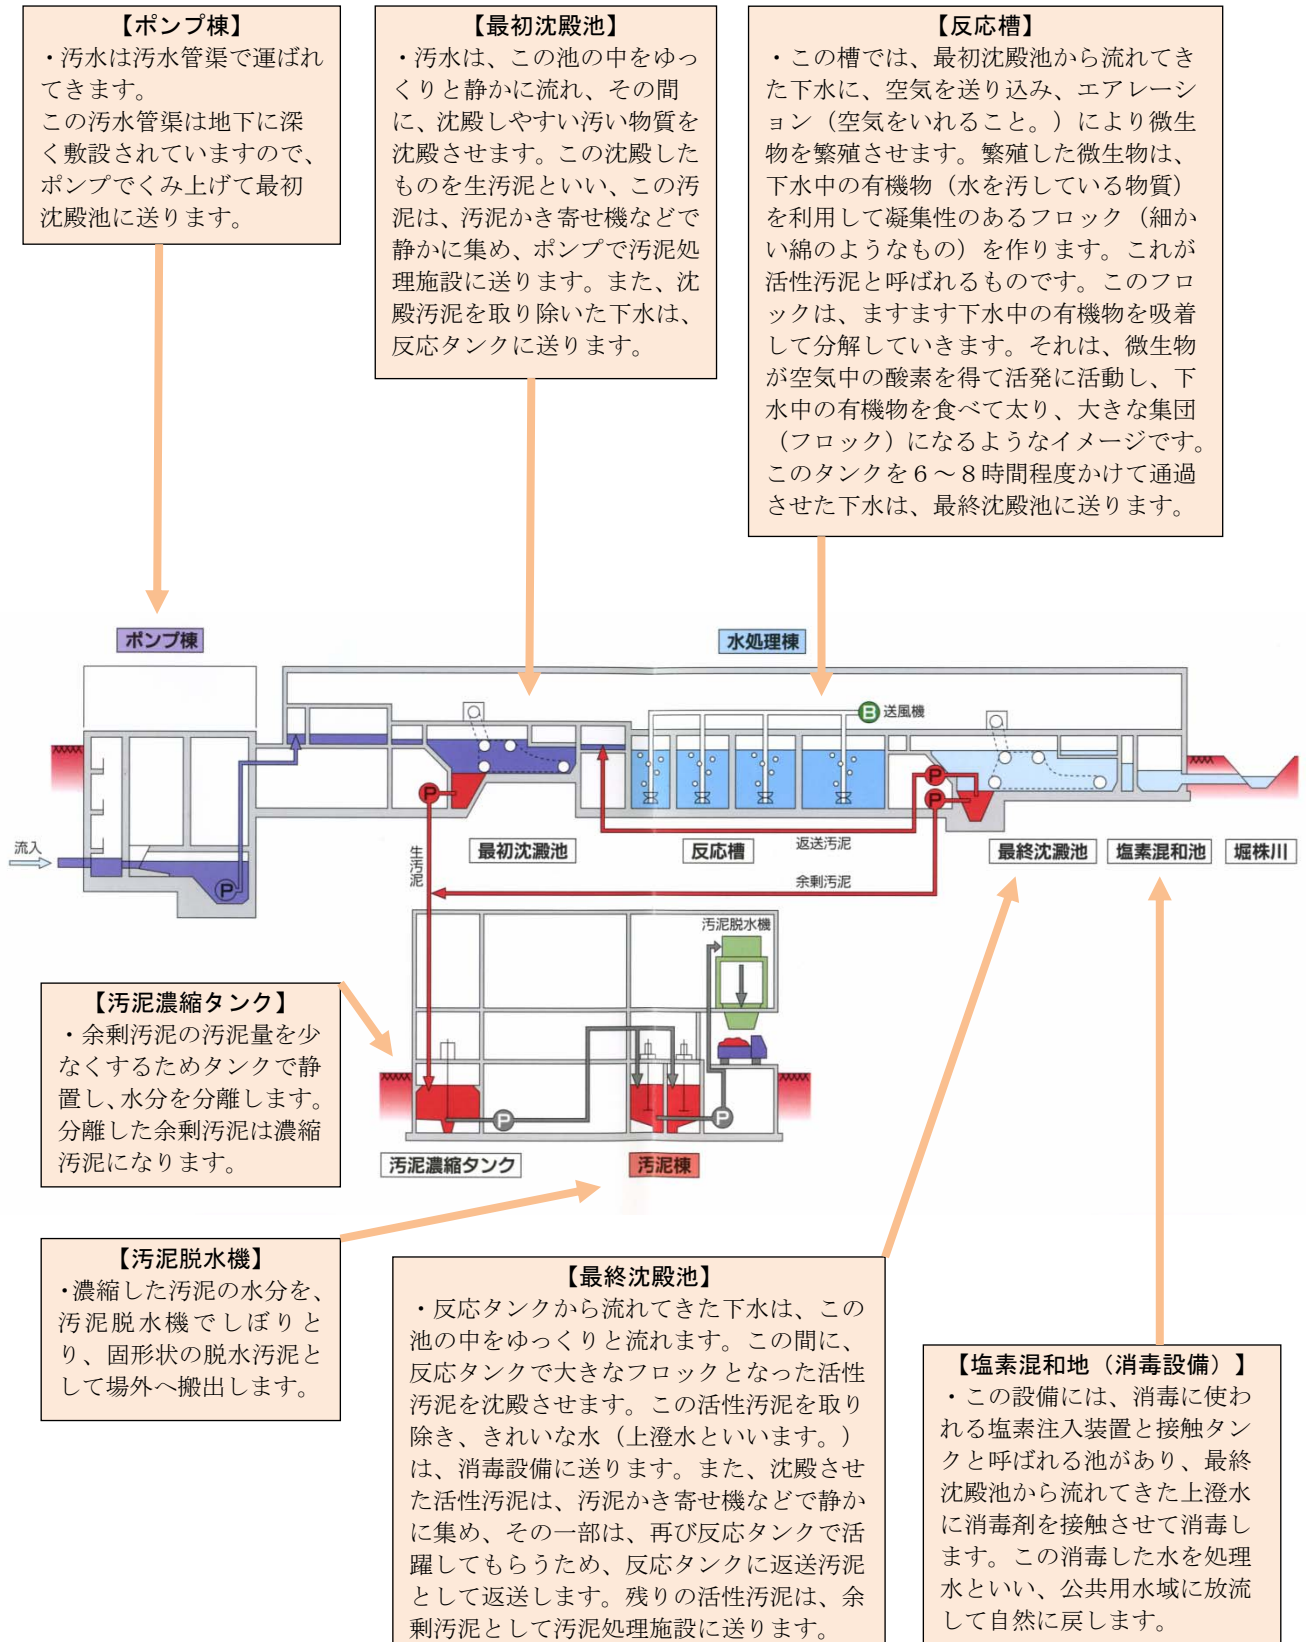 【ポンプ棟】
・汚水は汚水管渠で運ばれ
てきます。
この汚水管渠は地下に深
く敷設されていますので、
ポンプでくみ上げて最初
沈殿池に送ります。
【最初沈殿池】
・汚水は、この池の中をゆっ
くりと静かに流れ、その間
に、沈殿しやすい汚い物質を
沈殿させます。この沈殿した
ものを生汚泥といい、この汚
泥は、汚泥かき寄せ機などで
静かに集め、ポンプで汚泥処
理施設に送ります。また、沈
殿汚泥を取り除いた下水は、
反応タンクに送ります。
【反応槽】
・この槽では、最初沈殿池から流れてき
た下水に、空気を送り込み、エアレーシ
ョン（空気をいれること。）により微生
物を繁殖させます。繁殖した微生物は、
下水中の有機物（水を汚している物質）
を利用して凝集性のあるフロック（細か
い綿のようなもの）を作ります。これが
活性汚泥と呼ばれるものです。このフロ
ックは、ますます下水中の有機物を吸着
して分解していきます。それは、微生物
が空気中の酸素を得て活発に活動し、下
水中の有機物を食べて太り、大きな集団
（フロック）になるようなイメージです。
このタンクを６～８時間程度かけて通過
させた下水は、最終沈殿池に送ります。
ポンプ棟
水処理棟
B 送風機
P
P
P
流入
P
生汚泥
最初沈澱池
反応槽
返送汚泥
最終沈澱池
塩素混和池
堀株川
余剰汚泥
汚泥脱水機
P
P
汚泥濃縮タンク
汚泥棟
【汚泥濃縮タンク】
・余剰汚泥の汚泥量を少
なくするためタンクで静
置し、水分を分離します。
分離した余剰汚泥は濃縮
汚泥になります。
【汚泥脱水機】
・濃縮した汚泥の水分を、
汚泥脱水機でしぼりと
り、固形状の脱水汚泥と
して場外へ搬出します。
【最終沈殿池】
・反応タンクから流れてきた下水は、この
池の中をゆっくりと流れます。この間に、
反応タンクで大きなフロックとなった活性
汚泥を沈殿させます。この活性汚泥を取り
除き、きれいな水（上澄水といいます。）
は、消毒設備に送ります。また、沈殿させ
た活性汚泥は、汚泥かき寄せ機などで静か
に集め、その一部は、再び反応タンクで活
躍してもらうため、反応タンクに返送汚泥
として返送します。残りの活性汚泥は、余
剰汚泥として汚泥処理施設に送ります。
【塩素混和地（消毒設備）】
・この設備には、消毒に使わ
れる塩素注入装置と接触タン
クと呼ばれる池があり、最終
沈殿池から流れてきた上澄水
に消毒剤を接触させて消毒し
ます。この消毒した水を処理
水といい、公共用水域に放流
して自然に戻します。